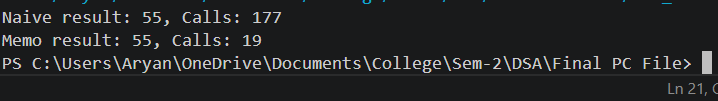 Naive result: 55, Calls: 177
Memo result: 55, Calls: 19
PS C:\Users\Aryan\OneDrive\Documents\College\Sem-2\DSA\Final PC File>
Ln 21,